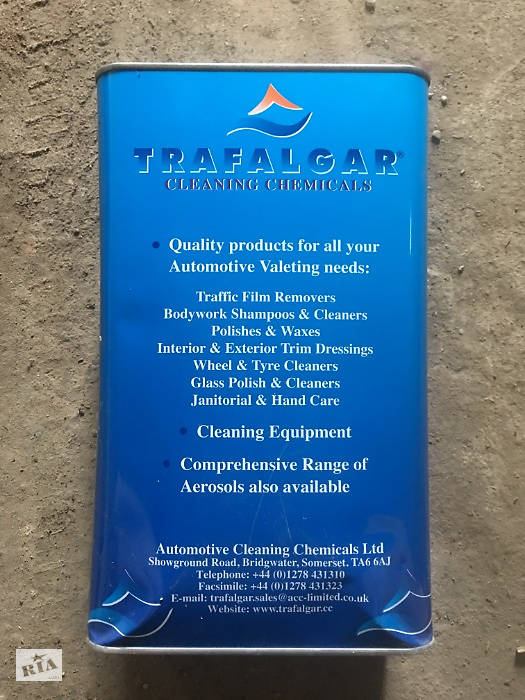 TRAFALGAR®
CLEANING CHEMICALS
• Quality products for all your
Automotive Valeting needs:
Traffic Film Removers
Bodywork Shampoos & Cleaners
Polishes & Waxes
Interior & Exterior Trim Dressings
Wheel & Tyre Cleaners
Glass Polish & Cleaners
Janitorial & Hand Care
• Cleaning Equipment
• Comprehensive Range of
Aerosols also available
Automotive Cleaning Chemicals Ltd
Showground Road, Bridgwater, Somerset. TA6 6AJ
Telephone: +44 (0)1278 431310
Facsimile: +44 (0)1278 431323
E-mail: trafalgar.sales@acc-limited.co.uk
Website: www.trafalgar.cc
RIA